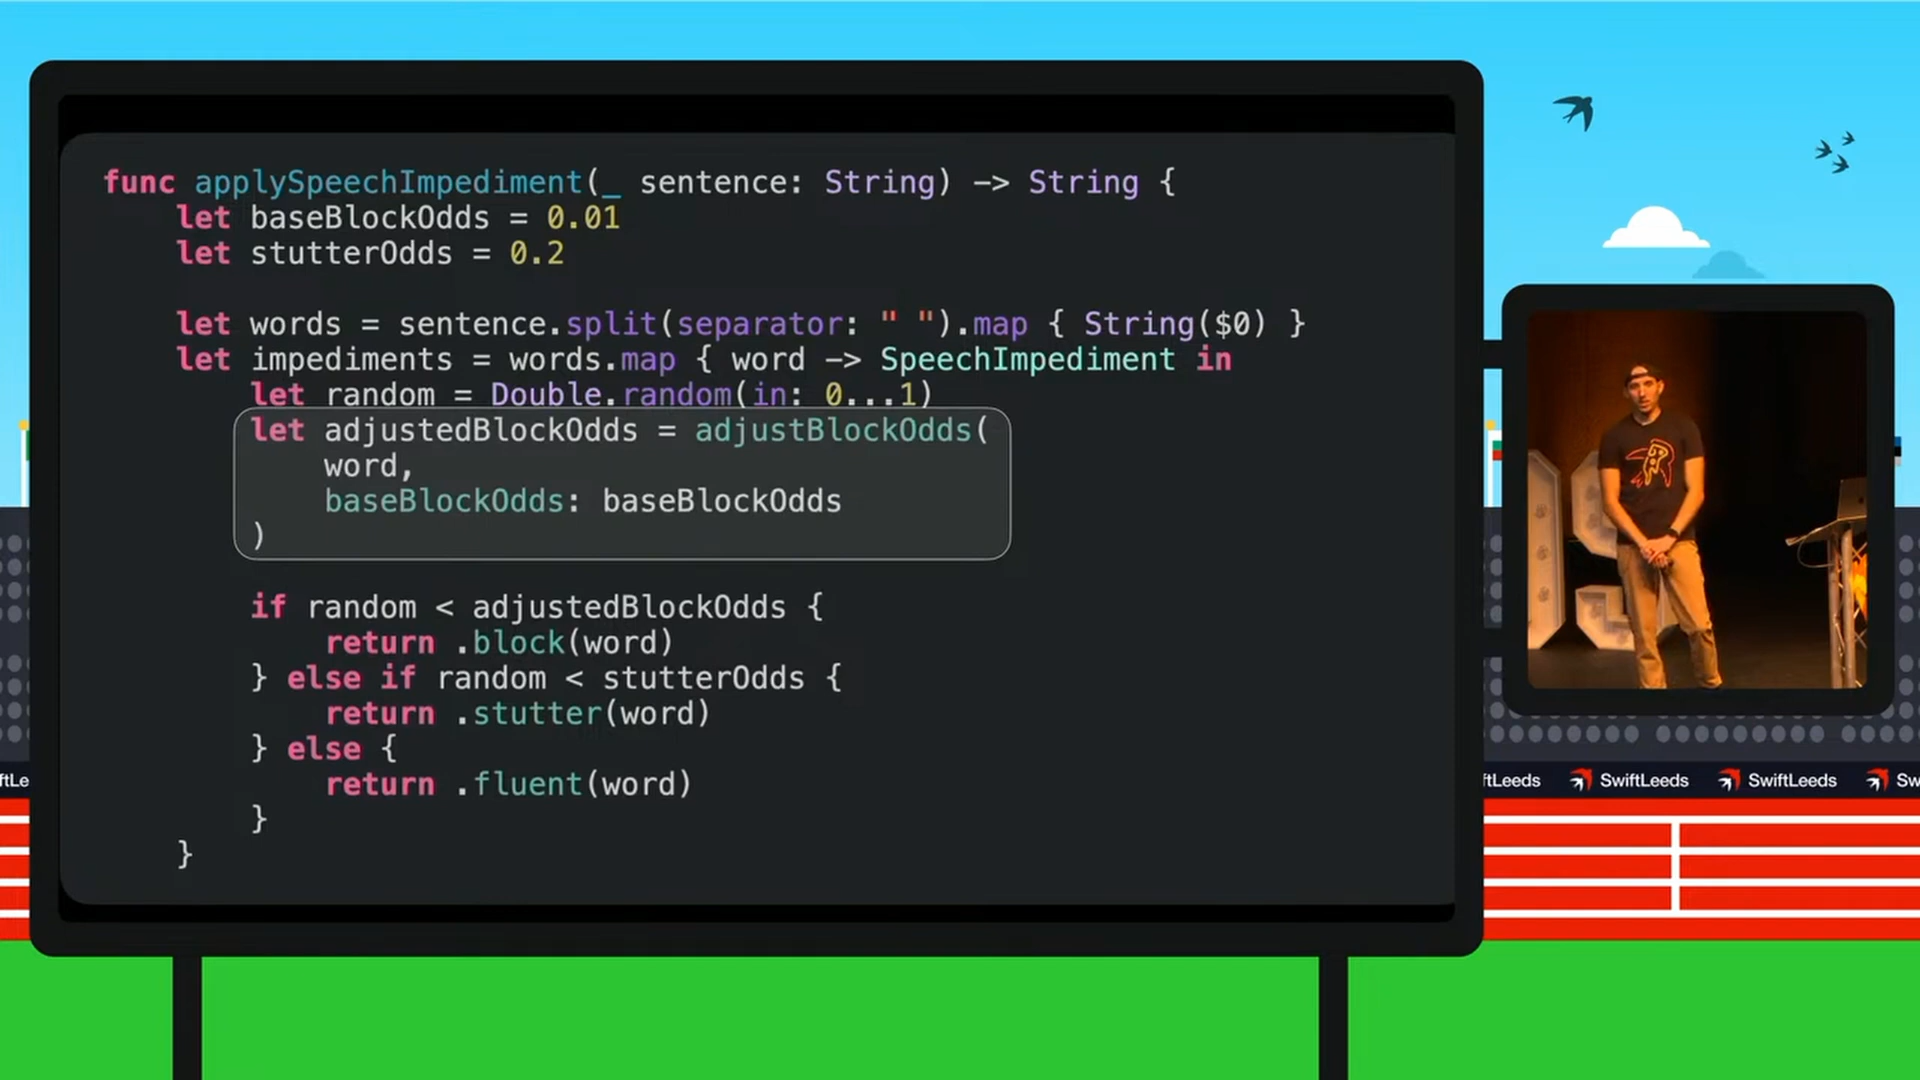 func applySpeechImpediment(_ sentence: String) -> String {
    let baseBlockOdds = 0.01
    let stutterOdds = 0.2

    let words = sentence.split(separator: " ").map { String($0) }
    let impediments = words.map { word -> SpeechImpediment in
        let random = Double.random(in: 0...1)
        let adjustedBlockOdds = adjustBlockOdds(
            word,
            baseBlockOdds: baseBlockOdds
        )

        if random < adjustedBlockOdds {
            return .block(word)
        } else if random < stutterOdds {
            return .stutter(word)
        } else {
            return .fluent(word)
        }
    }
ftLe
ftLeeds SwiftLeeds SwiftLeeds Sw